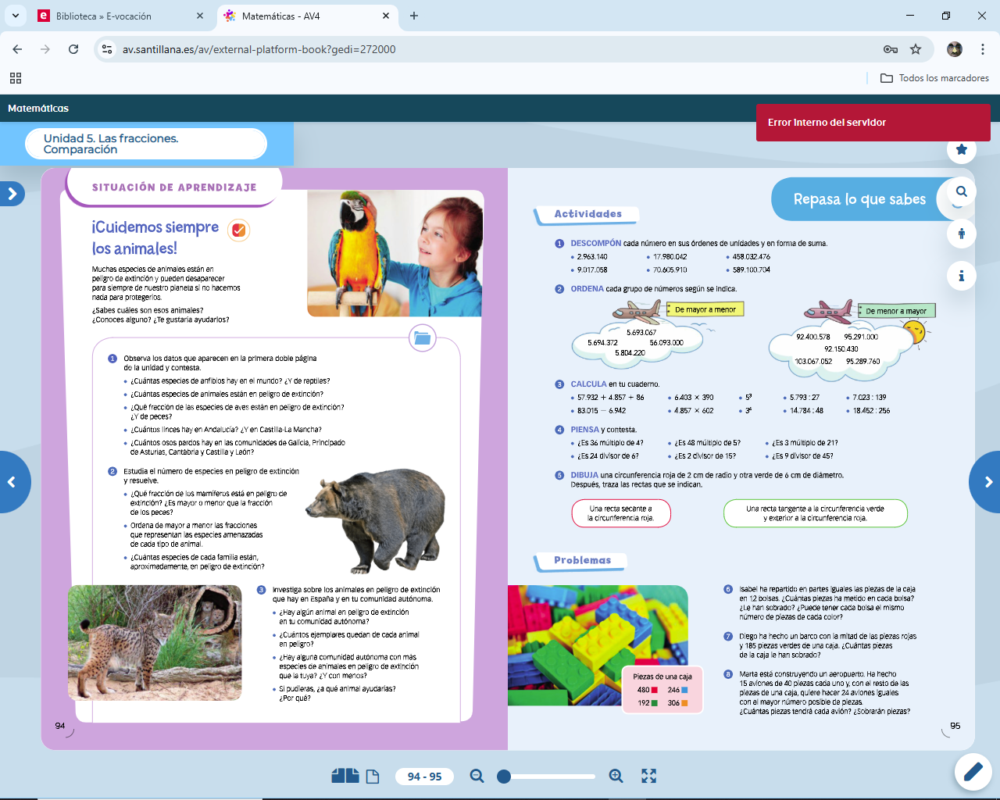 Biblioteca » E-vocación
Matemáticas - AV4
av.santillana.es/av/external-platform-book?gedi=272000
Todos los marcadores
Matemáticas
Error interno del servidor
Unidad 5. Las fracciones.
Comparación
SITUACIÓN DE APRENDIZAJE
¡Cuidemos siempre
los animales!
Muchas especies de animales están en
peligro de extinción y pueden desaparecer
para siempre de nuestro planeta si no hacemos
nada para protegerlos.
¿Sabes cuáles son esos animales?
¿Conoces alguno? ¿Te gustaría ayudarlos?
1 Observa los datos que aparecen en la primera doble página
de la unidad y contesta.
• ¿Cuántas especies de anfibios hay en el mundo? ¿Y de reptiles?
• ¿Cuántas especies de animales están en peligro de extinción?
• ¿Qué fracción de las especies de aves están en peligro de extinción?
¿Y de peces?
• ¿Cuántos linces hay en Andalucía? ¿Y en Castilla-La Mancha?
• ¿Cuántos osos pardos hay en las comunidades de Galicia, Principado
de Asturias, Cantabria y Castilla y León?
2 Estudia el número de especies en peligro de extinción
y resuelve.
• ¿Qué fracción de los mamíferos está en peligro de
extinción? ¿Es mayor o menor que la fracción
de los peces?
• Ordena de mayor a menor las fracciones
que representan las especies amenazadas
de cada tipo de animal.
• ¿Cuántas especies de cada familia están,
aproximadamente, en peligro de extinción?
3 Investiga sobre los animales en peligro de extinción
que hay en España y en tu comunidad autónoma.
• ¿Hay algún animal en peligro de extinción
en tu comunidad autónoma?
• ¿Cuántos ejemplares quedan de cada animal
en peligro?
• ¿Hay alguna comunidad autónoma con más
especies de animales en peligro de extinción
que la tuya? ¿Y con menos?
• Si pudieras, ¿a qué animal ayudarías?
¿Por qué?
94
Repasa lo que sabes
Actividades
1 DESCOMPÓN cada número en sus órdenes de unidades y en forma de suma.
• 2.963.140 • 17.980.042 • 458.032.476
• 9.017.058 • 70.605.910 • 589.100.704
2 ORDENA cada grupo de números según se indica.
De mayor a menor
5.693.067
5.694.372 56.093.000
5.804.220
De menor a mayor
92.400.578 95.291.000
92.150.430
103.067.052 95.289.760
3 CALCULA en tu cuaderno.
• 57.932 + 4.857 + 86 • 6.403 × 390 • 5³ • 5.793 : 27 • 7.023 : 139
• 83.015 − 6.942 • 4.857 × 602 • 3⁴ • 14.784 : 48 • 18.452 : 256
4 PIENSA y contesta.
• ¿Es 36 múltiplo de 4? • ¿Es 48 múltiplo de 5? • ¿Es 3 múltiplo de 21?
• ¿Es 24 divisor de 6? • ¿Es 2 divisor de 15? • ¿Es 9 divisor de 45?
5 DIBUJA una circunferencia roja de 2 cm de radio y otra verde de 6 cm de diámetro.
Después, traza las rectas que se indican.
Una recta secante a
la circunferencia roja.
Una recta tangente a la circunferencia verde
y exterior a la circunferencia roja.
Problemas
Piezas de una caja
480 246
192 306
6 Isabel ha repartido en partes iguales las piezas de la caja
en 12 bolsas. ¿Cuántas piezas ha metido en cada bolsa?
¿Le han sobrado? ¿Puede tener cada bolsa el mismo
número de piezas de cada color?
7 Diego ha hecho un barco con la mitad de las piezas rojas
y 185 piezas verdes de una caja. ¿Cuántas piezas
de la caja le han sobrado?
8 Marta está construyendo un aeropuerto. Ha hecho
15 aviones de 40 piezas cada uno y, con el resto de las
piezas de una caja, quiere hacer 24 aviones iguales
con el mayor número posible de piezas.
¿Cuántas piezas tendrá cada avión? ¿Sobrarán piezas?
95
94 - 95